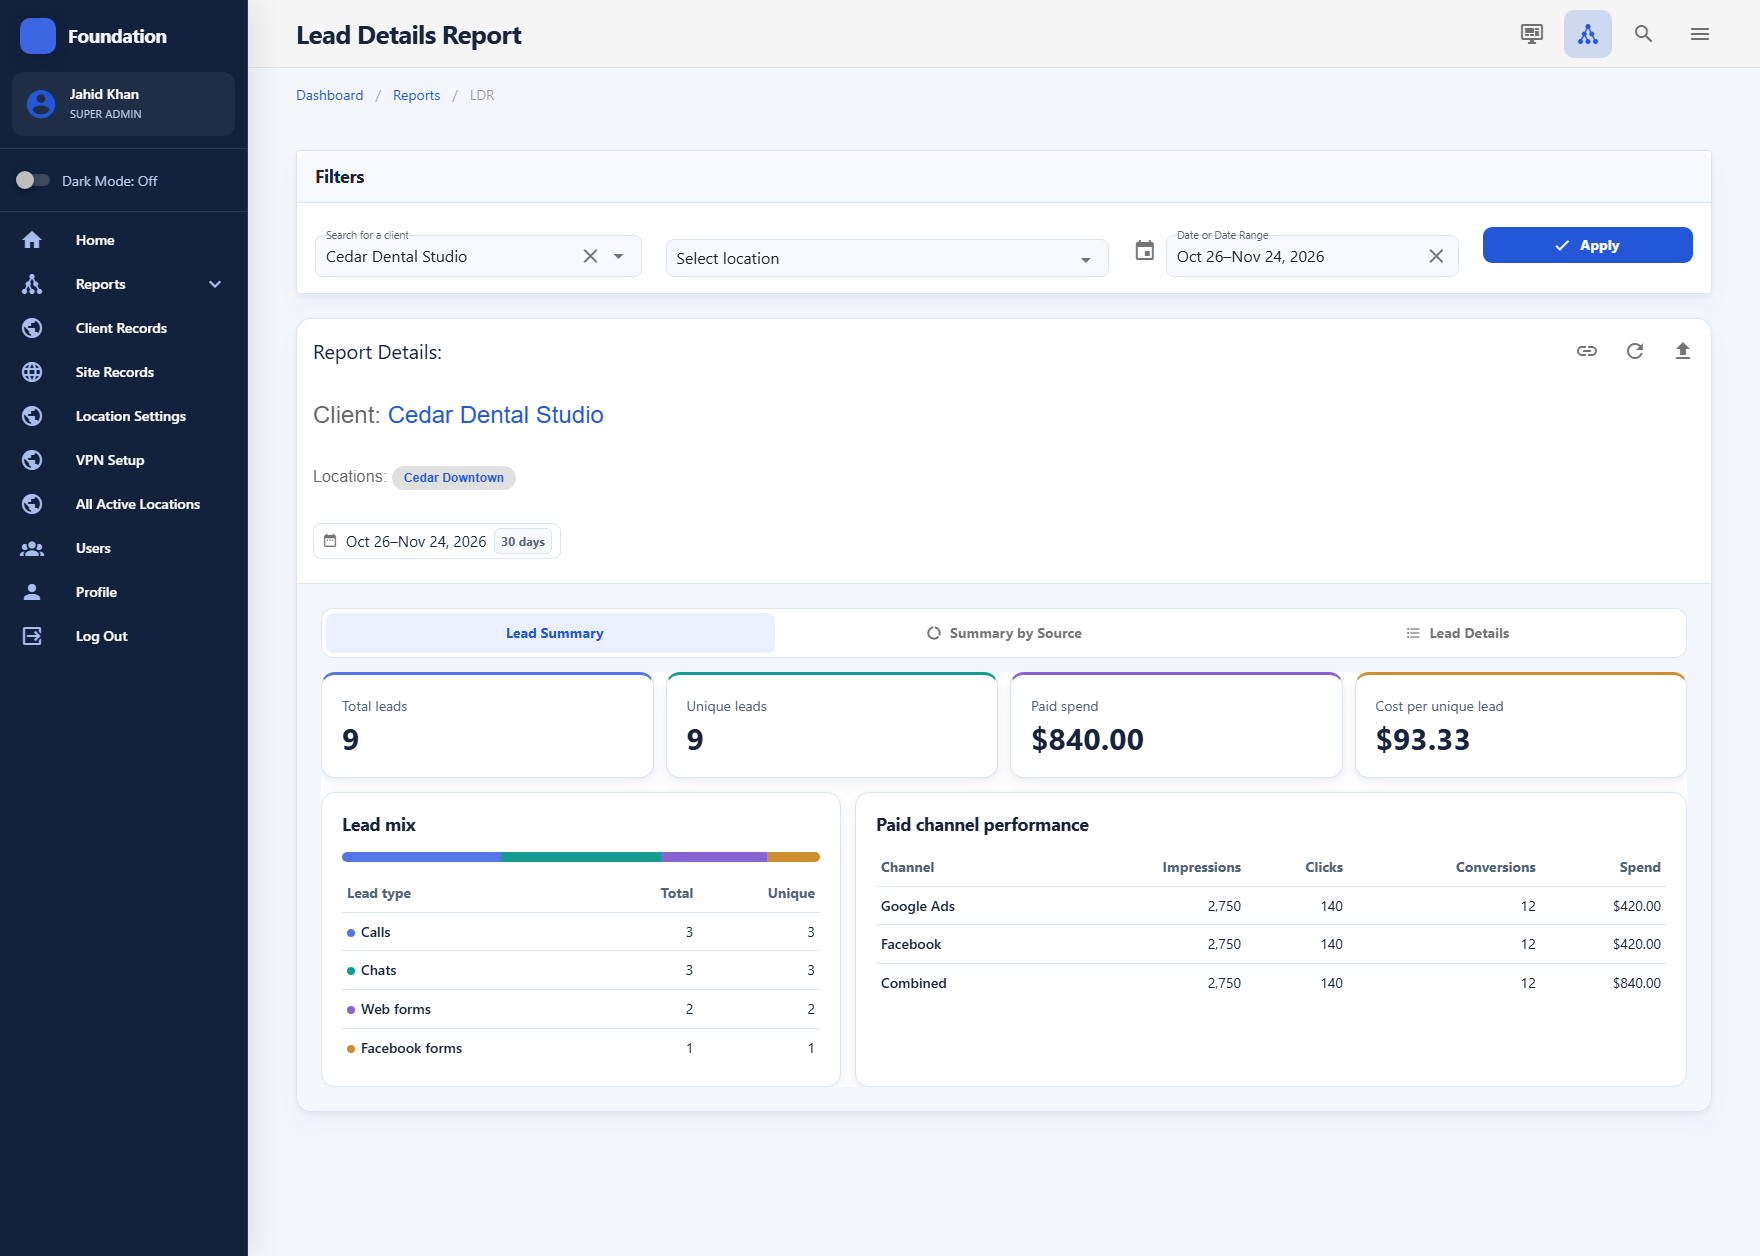 Foundation
Jahid Khan
SUPER ADMIN
Dark Mode: Off
Home
Reports
Client Records
Site Records
Location Settings
VPN Setup
All Active Locations
Users
Profile
Log Out
Lead Details Report
Dashboard / Reports / LDR
Filters
Search for a client
Cedar Dental Studio
Select location
Date or Date Range
Oct 26–Nov 24, 2026
Apply
Report Details:
Client: Cedar Dental Studio
Locations: Cedar Downtown
Oct 26–Nov 24, 2026 30 days
Lead Summary Summary by Source Lead Details
Total leads
9
Unique leads
9
Paid spend
$840.00
Cost per unique lead
$93.33
Lead mix
Lead type Total Unique
Calls 3 3
Chats 3 3
Web forms 2 2
Facebook forms 1 1
Paid channel performance
Channel Impressions Clicks Conversions Spend
Google Ads 2,750 140 12 $420.00
Facebook 2,750 140 12 $420.00
Combined 2,750 140 12 $840.00